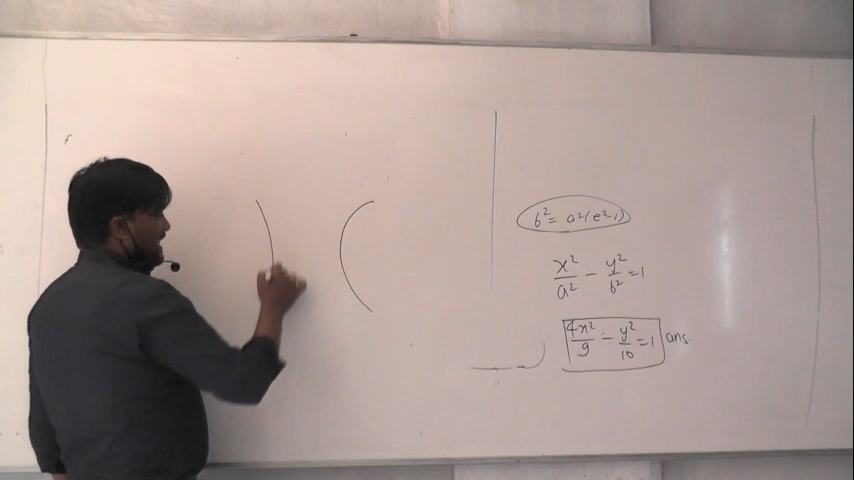 b² = a²(e²-1)
x²/a² - y²/b² = 1
4x²/9 - y²/10 = 1 ans